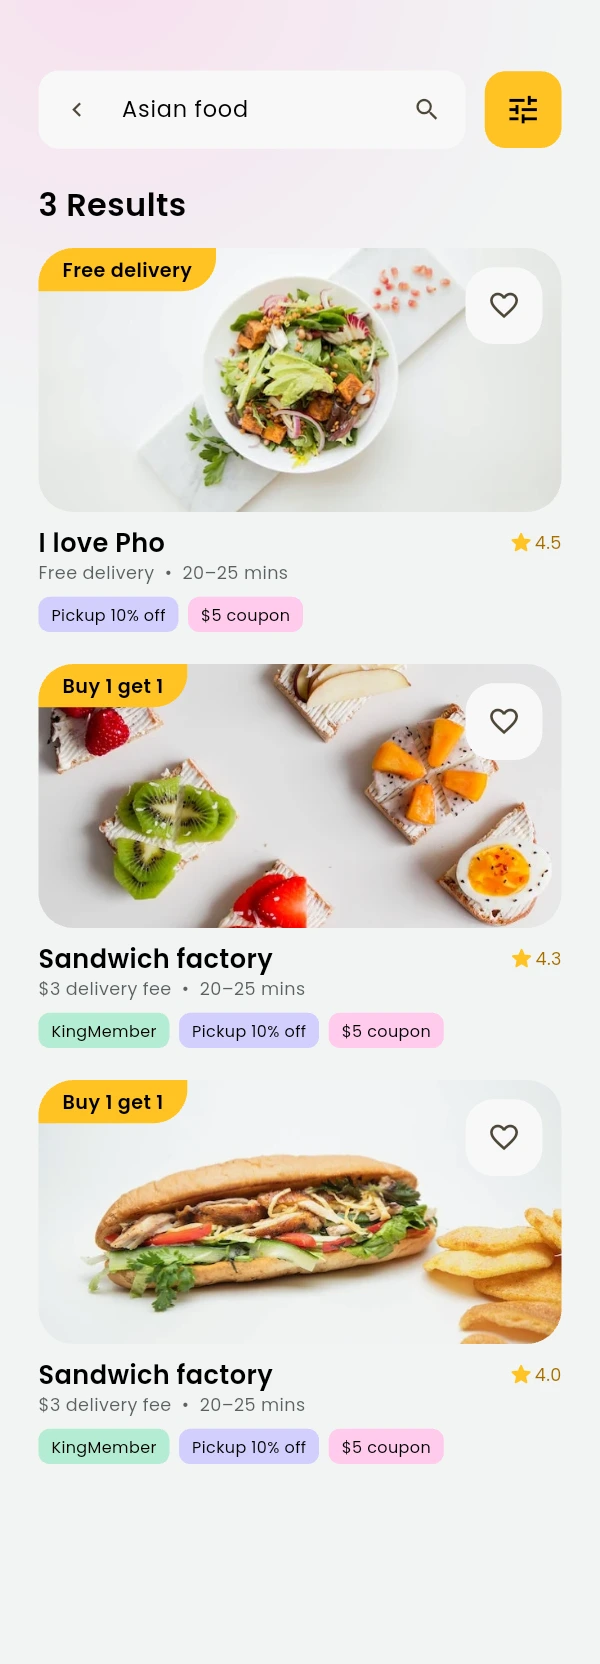 Asian food
3 Results
Free delivery
I love Pho
4.5
Free delivery • 20–25 mins
Pickup 10% off
$5 coupon
Buy 1 get 1
Sandwich factory
4.3
$3 delivery fee • 20–25 mins
KingMember
Pickup 10% off
$5 coupon
Buy 1 get 1
Sandwich factory
4.0
$3 delivery fee • 20–25 mins
KingMember
Pickup 10% off
$5 coupon